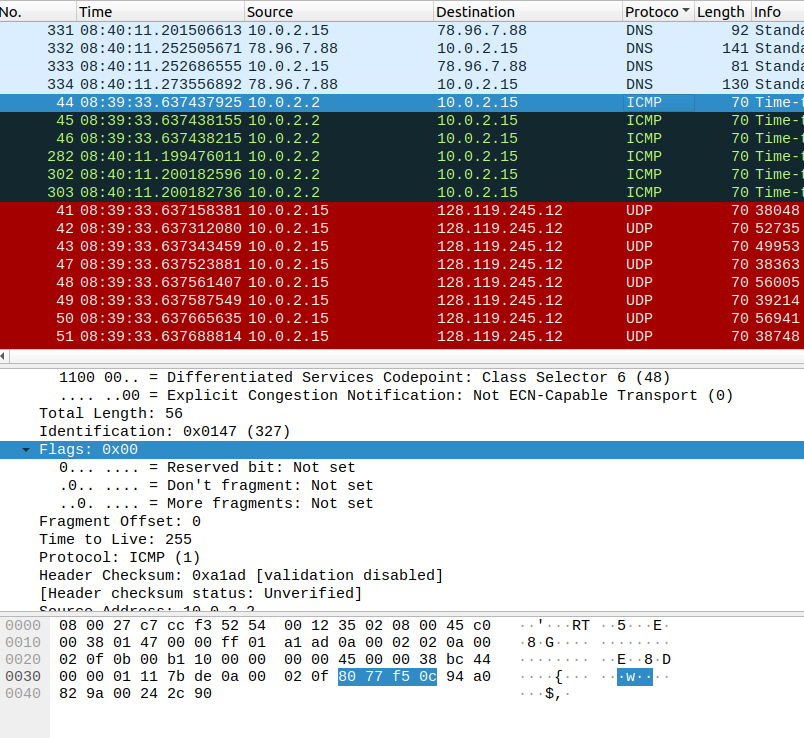 No. Time Source Destination Protoco Length Info
331 08:40:11.201506613 10.0.2.15 78.96.7.88 DNS 92 Standa
332 08:40:11.252505671 78.96.7.88 10.0.2.15 DNS 141 Standa
333 08:40:11.252686555 10.0.2.15 78.96.7.88 DNS 81 Standa
334 08:40:11.273556892 78.96.7.88 10.0.2.15 DNS 130 Standa
44 08:39:33.637437925 10.0.2.2 10.0.2.15 ICMP 70 Time-t
45 08:39:33.637438155 10.0.2.2 10.0.2.15 ICMP 70 Time-t
46 08:39:33.637438215 10.0.2.2 10.0.2.15 ICMP 70 Time-t
282 08:40:11.199476011 10.0.2.2 10.0.2.15 ICMP 70 Time-t
302 08:40:11.200182596 10.0.2.2 10.0.2.15 ICMP 70 Time-t
303 08:40:11.200182736 10.0.2.2 10.0.2.15 ICMP 70 Time-t
41 08:39:33.637158381 10.0.2.15 128.119.245.12 UDP 70 38048
42 08:39:33.637312080 10.0.2.15 128.119.245.12 UDP 70 52735
43 08:39:33.637343459 10.0.2.15 128.119.245.12 UDP 70 49953
47 08:39:33.637523881 10.0.2.15 128.119.245.12 UDP 70 38363
48 08:39:33.637561407 10.0.2.15 128.119.245.12 UDP 70 56005
49 08:39:33.637587549 10.0.2.15 128.119.245.12 UDP 70 39214
50 08:39:33.637665635 10.0.2.15 128.119.245.12 UDP 70 56941
51 08:39:33.637688814 10.0.2.15 128.119.245.12 UDP 70 38748
1100 00.. = Differentiated Services Codepoint: Class Selector 6 (48)
.... ..00 = Explicit Congestion Notification: Not ECN-Capable Transport (0)
Total Length: 56
Identification: 0x0147 (327)
Flags: 0x00
0... .... = Reserved bit: Not set
.0.. .... = Don't fragment: Not set
..0. .... = More fragments: Not set
Fragment Offset: 0
Time to Live: 255
Protocol: ICMP (1)
Header Checksum: 0xa1ad [validation disabled]
[Header checksum status: Unverified]
Source Address: 10.0.2.2
0000 08 00 27 c7 cc f3 52 54 00 12 35 02 08 00 45 c0 ··'···RT ··5···E·
0010 00 38 01 47 00 00 ff 01 a1 ad 0a 00 02 02 0a 00 ·8·G···· ········
0020 02 0f 0b 00 b1 10 00 00 00 00 45 00 00 38 bc 44 ········ ··E··8·D
0030 00 00 01 11 7b de 0a 00 02 0f 80 77 f5 0c 94 a0 ····{··· ···w····
0040 82 9a 00 24 2c 90 ···$,·